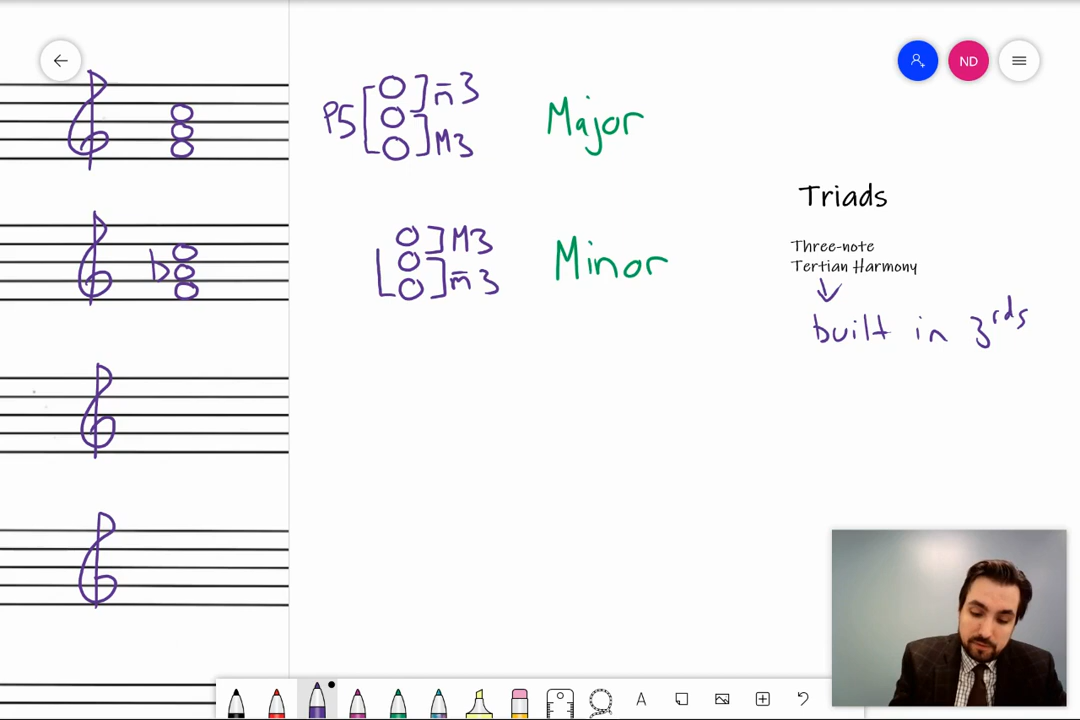 ND
P5
m3
M3
Major
M3
m3
Minor
Triads
Three-note
Tertian Harmony
built in 3rds
A